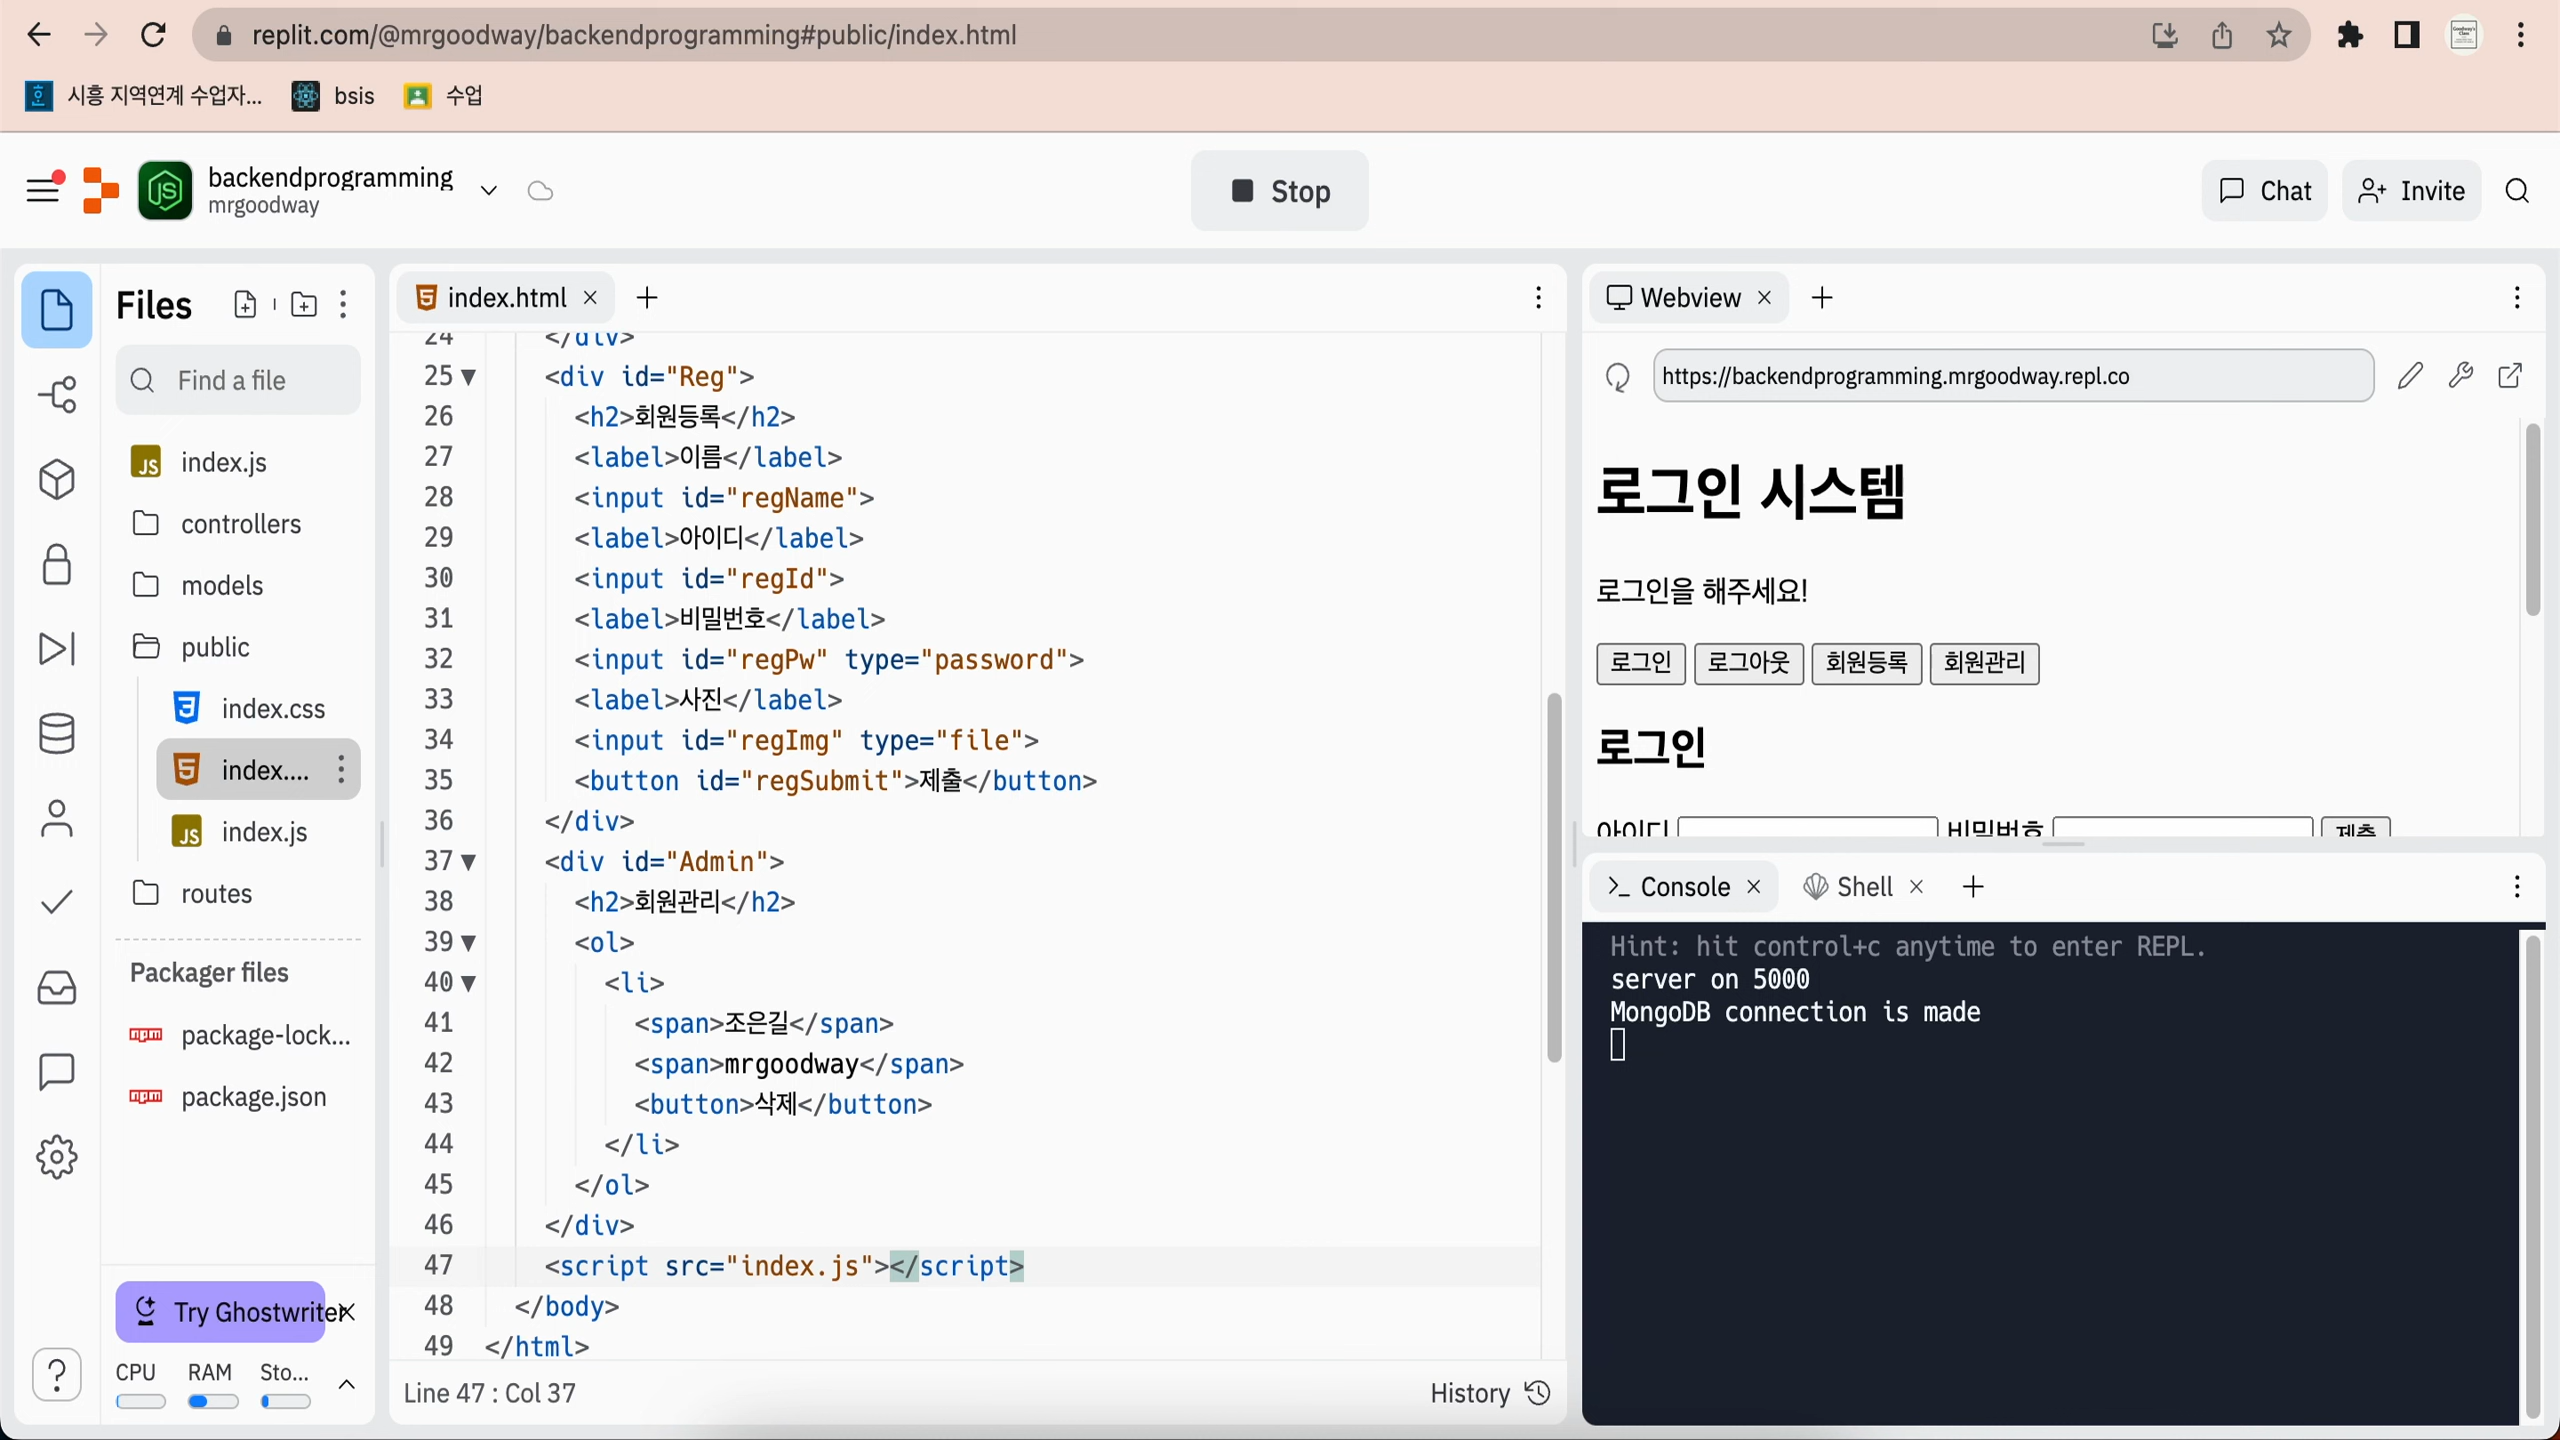 replit.com/@mrgoodway/backendprogramming#public/index.html
시흥 지역연계 수업자...
bsis
수업
backendprogramming
mrgoodway
Stop
Chat
Invite
Files
Find a file
index.js
controllers
models
public
index.css
index....
index.js
routes
Packager files
package-lock...
package.json
Try Ghostwriter
CPU
RAM
Sto...
index.html
24 </div>
25 <div id="Reg">
26 <h2>회원등록</h2>
27 <label>이름</label>
28 <input id="regName">
29 <label>아이디</label>
30 <input id="regId">
31 <label>비밀번호</label>
32 <input id="regPw" type="password">
33 <label>사진</label>
34 <input id="regImg" type="file">
35 <button id="regSubmit">제출</button>
36 </div>
37 <div id="Admin">
38 <h2>회원관리</h2>
39 <ol>
40 <li>
41 <span>조은길</span>
42 <span>mrgoodway</span>
43 <button>삭제</button>
44 </li>
45 </ol>
46 </div>
47 <script src="index.js"></script>
48 </body>
49 </html>
Line 47 : Col 37
History
Webview
https://backendprogramming.mrgoodway.repl.co
로그인 시스템
로그인을 해주세요!
로그인 로그아웃 회원등록 회원관리
로그인
아이디 비밀번호 제출
Console
Shell
Hint: hit control+c anytime to enter REPL.
server on 5000
MongoDB connection is made